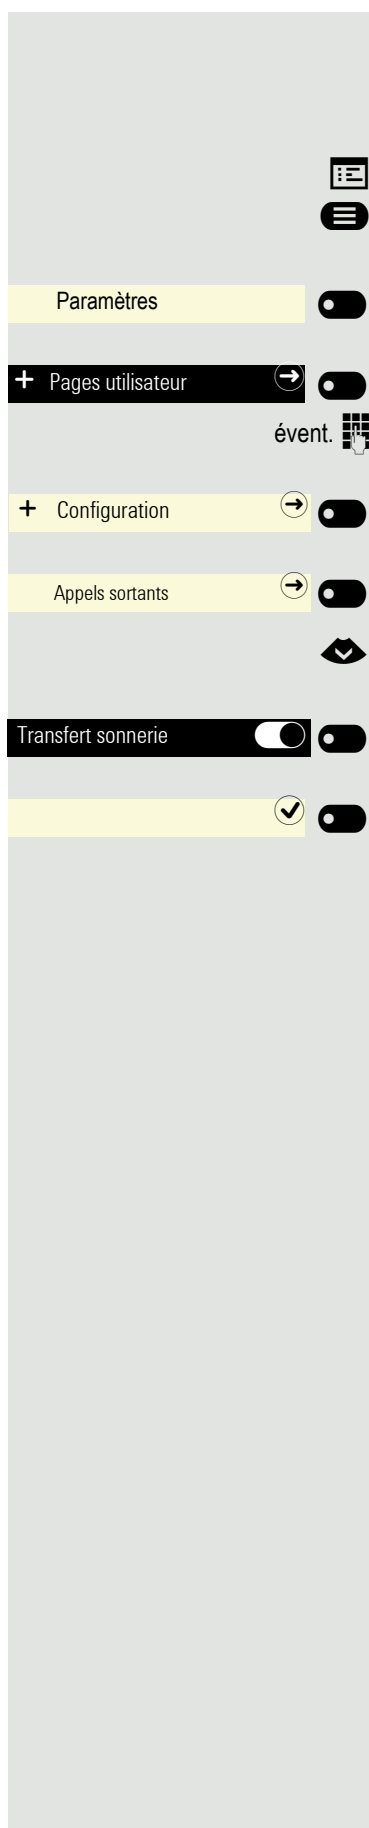 Paramètres
+ Pages utilisateur
évent.
+ Configuration
Appels sortants
Transfert sonnerie